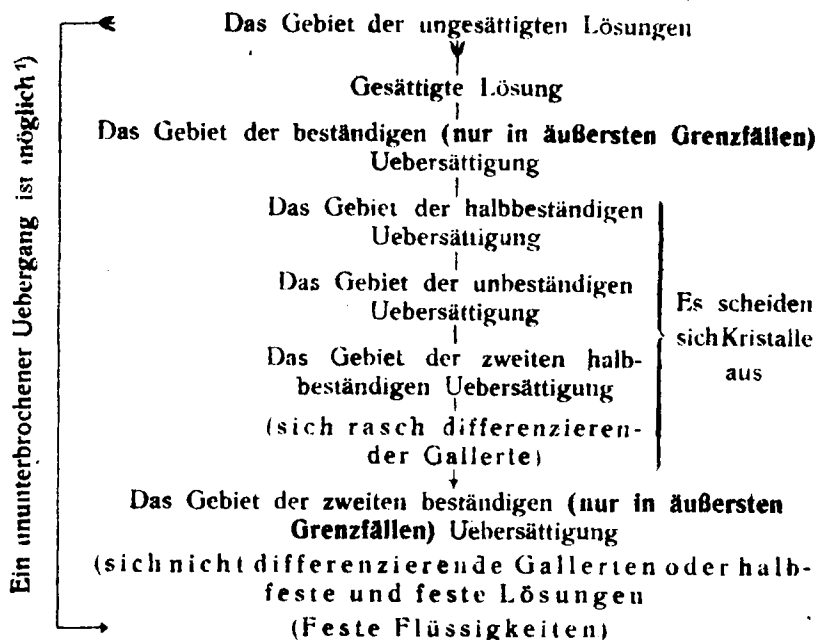 Das Gebiet der ungesättigten Lösungen
Gesättigte Lösung
Das Gebiet der beständigen (nur in äußersten Grenzfällen)
Uebersättigung
Das Gebiet der halbbeständigen
Uebersättigung
Das Gebiet der unbeständigen
Uebersättigung
Das Gebiet der zweiten halb-
beständigen Uebersättigung
(sich rasch differenzieren-
der Gallerte)
Es scheiden
sich Kristalle
aus
Das Gebiet der zweiten beständigen (nur in äußersten
Grenzfällen) Uebersättigung
(sich nicht differenzierende Gallerten oder halb-
feste und feste Lösungen
(Feste Flüssigkeiten)
Ein ununterbrochener Uebergang ist möglich ¹)